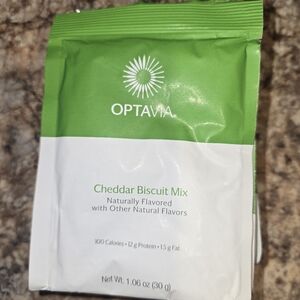 OPTAVIA
Cheddar Biscuit Mix
Naturally Flavored
with Other Natural Flavors
100 Calories • 12 g Protein • 1.5 g Fat
Net Wt. 1.06 oz (30 g)